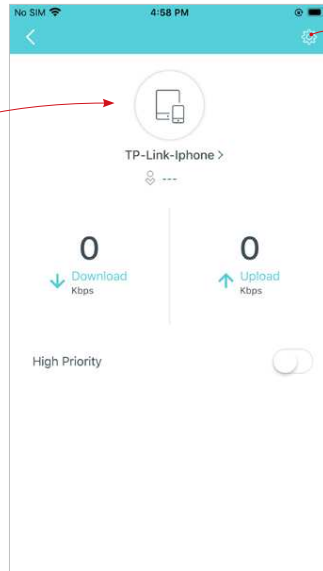 No SIM 4:58 PM
TP-Link-Iphone >
---
0 0
Download Upload
Kbps Kbps
High Priority